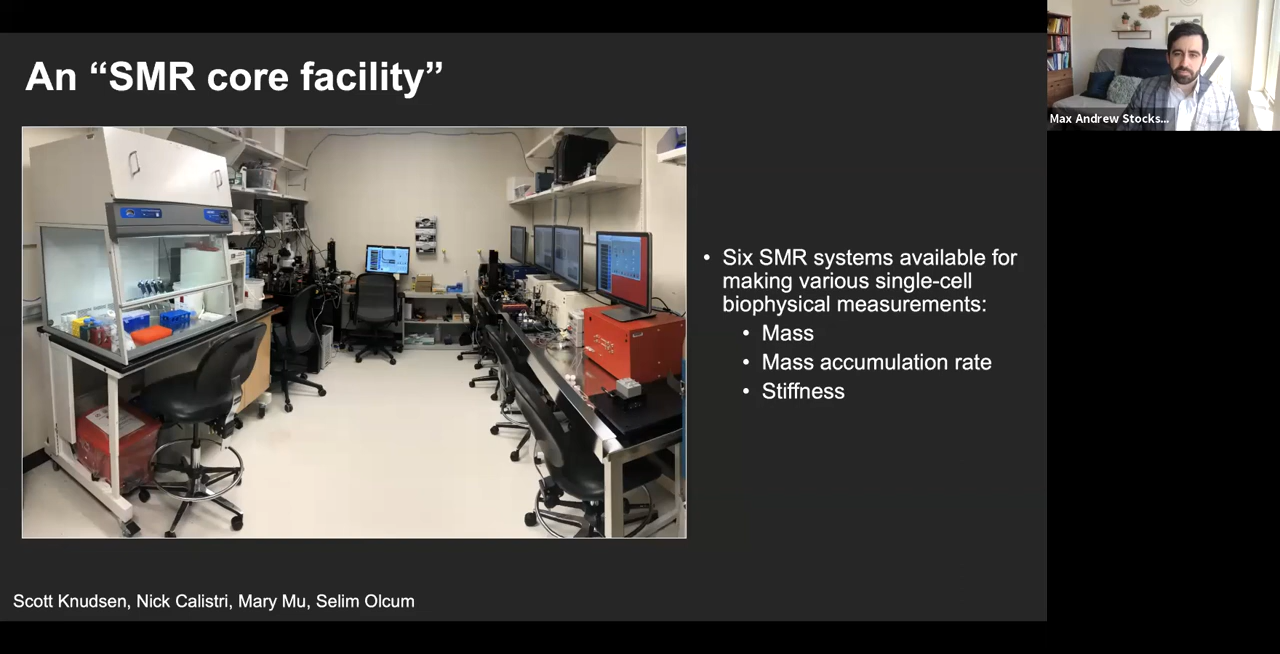 An “SMR core facility”
Max Andrew Stocks...
• Six SMR systems available for
making various single-cell
biophysical measurements:
• Mass
• Mass accumulation rate
• Stiffness
Scott Knudsen, Nick Calistri, Mary Mu, Selim Olcum